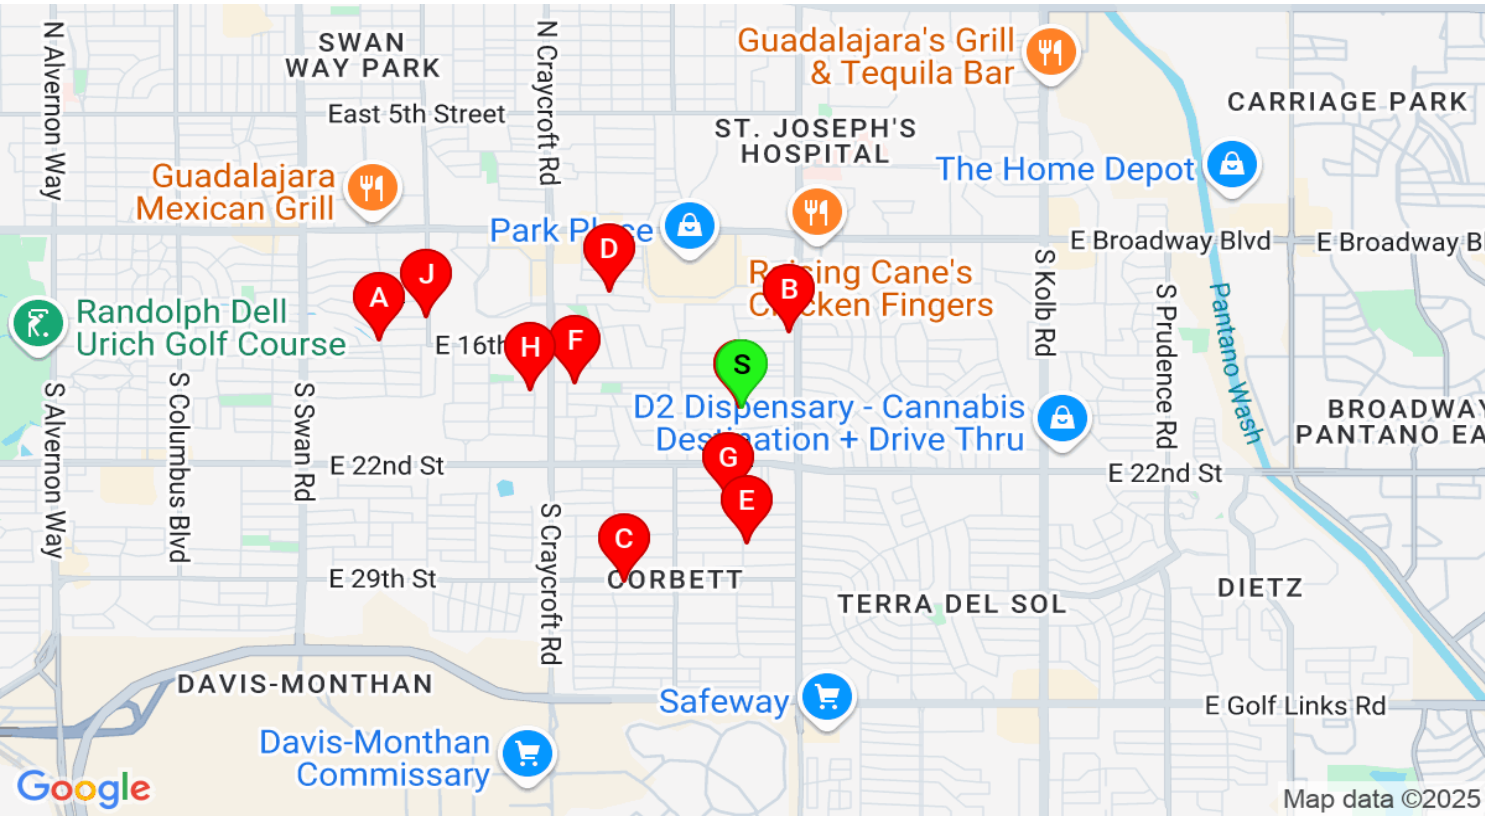 N Alvernon Way
SWAN
WAY PARK
N Craycroft Rd
East 5th Street
Guadalajara's Grill
& Tequila Bar
CARRIAGE PARK
ST. JOSEPH'S
HOSPITAL
The Home Depot
Guadalajara
Mexican Grill
Park Place
D
E Broadway Blvd
E Broadway Bl
J
A
B
Raising Cane's
Chicken Fingers
S Kolb Rd
S Prudence Rd
Pantano Wash
Randolph Dell
Urich Golf Course
E 16th
H
F
S
S Alvernon Way
S Columbus Blvd
S Swan Rd
D2 Dispensary - Cannabis
Destination + Drive Thru
BROADWAY
PANTANO EA
E 22nd St
G
E 22nd St
E
S Craycroft Rd
C
E 29th St
CORBETT
DIETZ
TERRA DEL SOL
DAVIS-MONTHAN
Safeway
E Golf Links Rd
Davis-Monthan
Commissary
Google
Map data ©2025